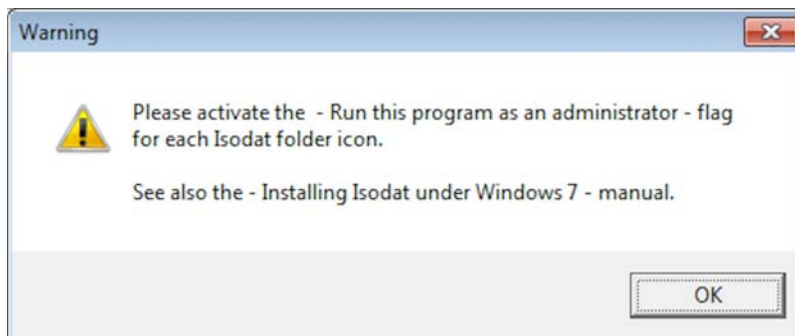 Warning
Please activate the  - Run this program as an administrator - flag
for each Isodat folder icon.
See also the - Installing Isodat under Windows 7 - manual.
OK